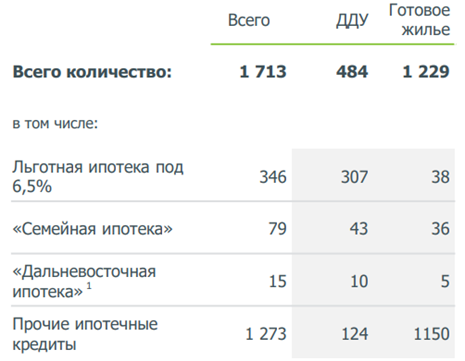 Всего ДДУ Готовое
жилье
Всего количество: 1 713 484 1 229
в том числе:
Льготная ипотека под
6,5% 346 307 38
«Семейная ипотека» 79 43 36
«Дальневосточная
ипотека» 1 15 10 5
Прочие ипотечные
кредиты 1 273 124 1150